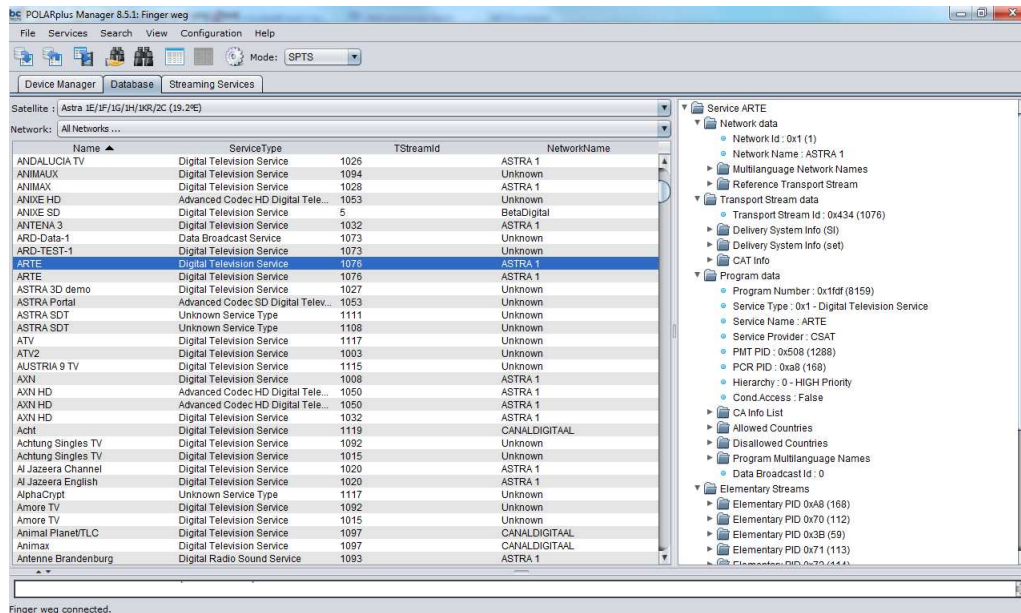 POLARplus Manager 8.5.1: Finger weg
File Services Search View Configuration Help
Mode: SPTS
Device Manager Database Streaming Services
Satellite : Astra 1E/1F/1G/1H/1KR/2C (19.2ºE)
Network: All Networks ...
Name ServiceType TStreamId NetworkName
ANDALUCIA TV Digital Television Service 1026 ASTRA 1
ANIMAUX Digital Television Service 1094 Unknown
ANIMAX Digital Television Service 1028 ASTRA 1
ANIXE HD Advanced Codec HD Digital Tele... 1053 Unknown
ANIXE SD Digital Television Service 5 BetaDigital
ANTENA 3 Digital Television Service 1032 ASTRA 1
ARD-Data-1 Data Broadcast Service 1073 Unknown
ARD-TEST-1 Digital Television Service 1073 Unknown
ARTE Digital Television Service 1076 ASTRA 1
ARTE Digital Television Service 1076 ASTRA 1
ASTRA 3D demo Digital Television Service 1027 Unknown
ASTRA Portal Advanced Codec SD Digital Telev... 1053 Unknown
ASTRA SDT Unknown Service Type 1111 Unknown
ASTRA SDT Unknown Service Type 1108 Unknown
ATV Digital Television Service 1117 Unknown
ATV2 Digital Television Service 1003 Unknown
AUSTRIA 9 TV Digital Television Service 1115 Unknown
AXN Digital Television Service 1008 ASTRA 1
AXN HD Advanced Codec HD Digital Tele... 1050 Unknown
AXN HD Advanced Codec HD Digital Tele... 1050 Unknown
AXN HD Digital Television Service 1032 ASTRA 1
Acht Digital Television Service 1119 CANALDIGITAAL
Achtung Singles TV Digital Television Service 1092 Unknown
Achtung Singles TV Digital Television Service 1015 Unknown
Al Jazeera Channel Digital Television Service 1020 ASTRA 1
Al Jazeera English Digital Television Service 1020 ASTRA 1
AlphaCrypt Unknown Service Type 1117 Unknown
Amore TV Digital Television Service 1092 Unknown
Amore TV Digital Television Service 1015 Unknown
Animal Planet/TLC Digital Television Service 1097 CANALDIGITAAL
Animax Digital Television Service 1097 CANALDIGITAAL
Antenne Brandenburg Digital Radio Sound Service 1093 ASTRA 1
Service ARTE
Network data
Network Id : 0x1 (1)
Network Name : ASTRA 1
Multilanguage Network Names
Reference Transport Stream
Transport Stream data
Transport Stream Id : 0x434 (1076)
Delivery System Info (SI)
Delivery System Info (set)
CAT Info
Program data
Program Number : 0x1fdf (8159)
Service Type : 0x1 - Digital Television Service
Service Name : ARTE
Service Provider : CSAT
PMT PID : 0x508 (1288)
PCR PID : 0xa8 (168)
Hierarchy : 0 - HIGH Priority
Cond.Access : False
CA Info List
Allowed Countries
Disallowed Countries
Program Multilanguage Names
Data Broadcast Id : 0
Elementary Streams
Elementary PID 0xA8 (168)
Elementary PID 0x70 (112)
Elementary PID 0x3B (59)
Elementary PID 0x71 (113)
Elementary PID 0x72 (114)
Finger weg connected.